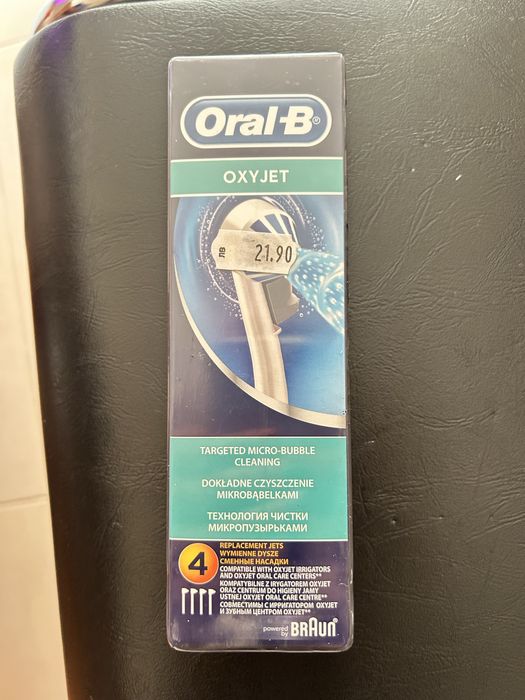 Oral-B®
OXYJET
ЛВ 21.90
TARGETED MICRO-BUBBLE
CLEANING
DOKŁADNE CZYSZCZENIE
MIKROBĄBELKAMI
ТЕХНОЛОГИЯ ЧИСТКИ
МИКРОПУЗЫРЬКАМИ
4
REPLACEMENT JETS
WYMIENNE DYSZE
СМЕННЫЕ НАСАДКИ
COMPATIBLE WITH OXYJET IRRIGATORS
AND OXYJET ORAL CARE CENTERS**
KOMPATYBILNE Z IRYGATOREM OXYJET
ORAZ CENTRUM DO HIGIENY JAMY
USTNEJ OXYJET ORAL CARE CENTRE**
СОВМЕСТИМЫ С ИРРИГАТОРОМ OXYJET
И ЗУБНЫМ ЦЕНТРОМ OXYJET**
powered by BRAUN